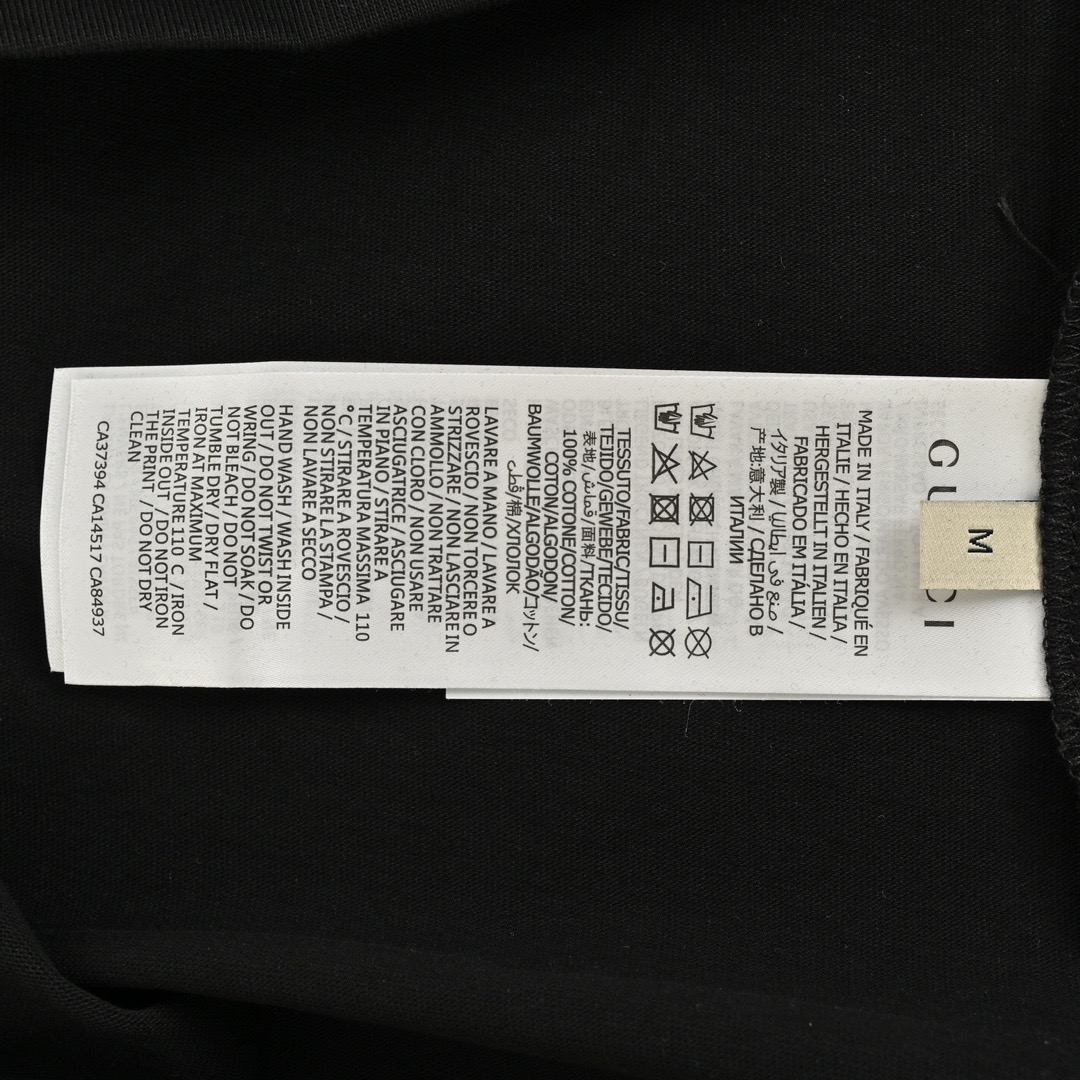 GUCCI
M
MADE IN ITALY / FABRIQUÉ EN
ITALIE / HECHO EN ITALIA /
HERGESTELLT IN ITALIEN /
FABRICADO EM ITÁLIA /
イタリア製 / صنع في ايطاليا /
产地:意大利 / СДЕЛАНО В
ИТАЛИИ
TESSUTO/FABRIC/TISSU/
TEJIDO/GEWEBE/TECIDO/
表地/قماش/面料/ТКАНЬ:
100% COTONE/COTTON/
COTON/ALGODON/
BAUMWOLLE/ALGODÃO/コットン/
قطن/棉/УПОЛОК
LAVARE A MANO / LAVARE A
ROVESCIO / NON TORCERE O
STRIZZARE / NON LASCIARE IN
AMMOLLO / NON TRATTARE
CON CLORO / NON USARE
ASCIUGATRICE / ASCIUGARE
IN PIANO / STIRARE A
TEMPERATURA MASSIMA 110
°C / STIRARE A ROVESCIO /
NON STIRARE LA STAMPA /
NON LAVARE A SECCO
HAND WASH / WASH INSIDE
OUT / DO NOT TWIST OR
WRING / DO NOT SOAK / DO
NOT BLEACH / DO NOT
TUMBLE DRY / DRY FLAT /
IRON AT MAXIMUM
TEMPERATURE 110 C / IRON
INSIDE OUT / DO NOT IRON
THE PRINT / DO NOT DRY
CLEAN
CA37394 CA14517 CA84937